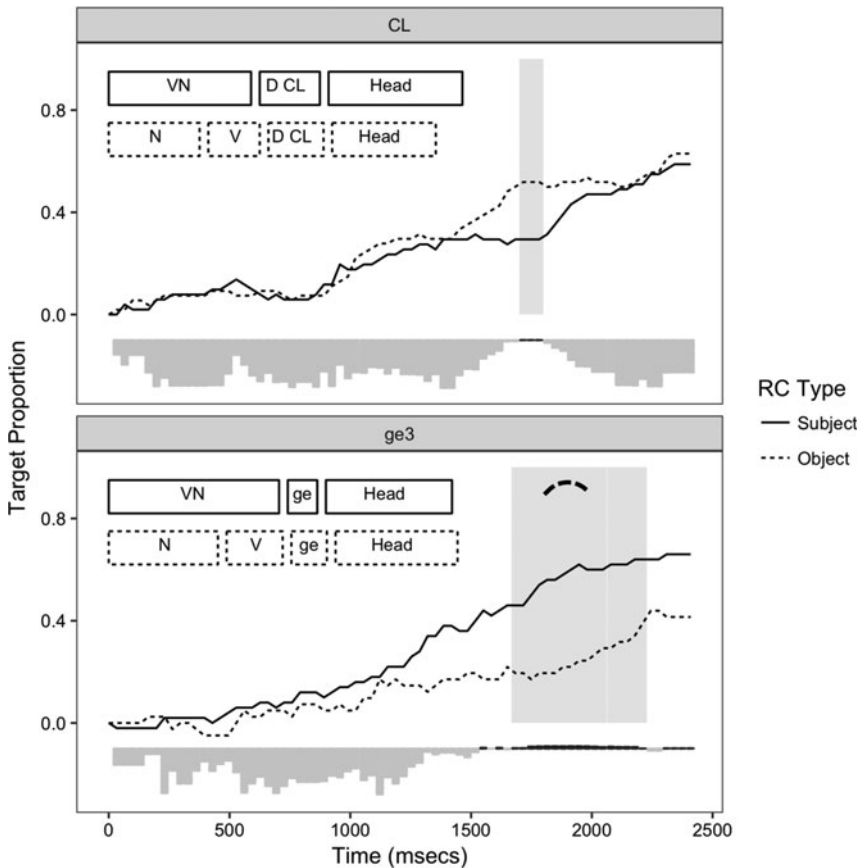 CL
VN
D CL
Head
N
V
D CL
Head
0.8
0.4
0.0
ge3
VN
ge
Head
N
V
ge
Head
0.8
0.4
0.0
0
500
1000
1500
2000
2500
Time (msecs)
Target Proportion
RC Type
Subject
Object